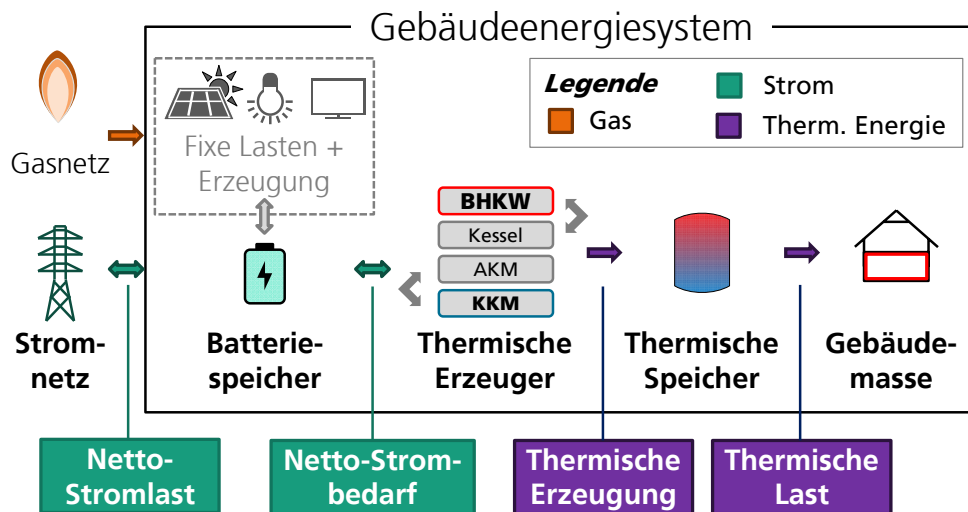 Gebäudeenergiesystem
Legende
Gas
Strom
Therm. Energie
Gasnetz
Fixe Lasten +
Erzeugung
BHKW
Kessel
AKM
KKM
Strom-
netz
Batterie-
speicher
Thermische
Erzeuger
Thermische
Speicher
Gebäude-
masse
Netto-
Stromlast
Netto-Strom-
bedarf
Thermische
Erzeugung
Thermische
Last